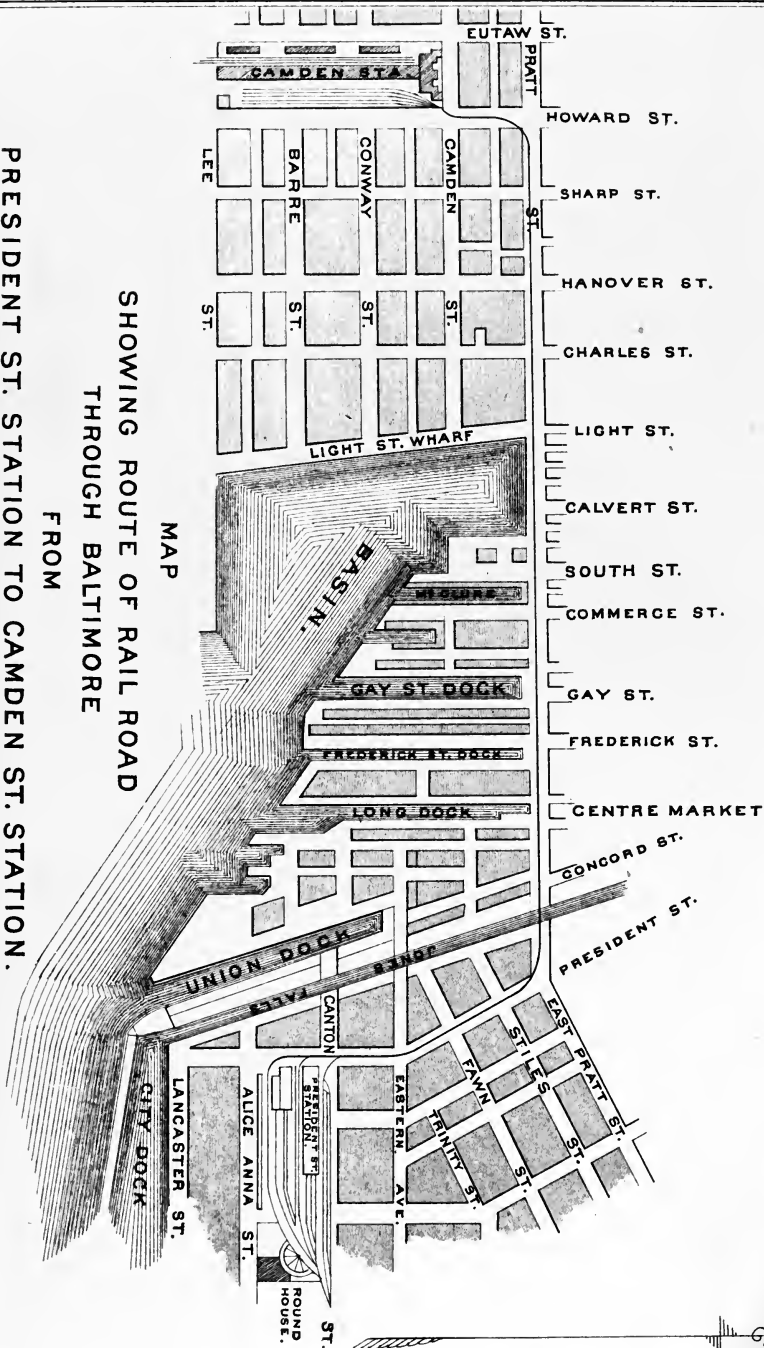 EUTAW ST.
PRATT ST.
CAMDEN STA.
HOWARD ST.
LEE ST.
BARRE ST.
CONWAY ST.
CAMDEN ST.
SHARP ST.
HANOVER ST.
CHARLES ST.
LIGHT ST. WHARF
LIGHT ST.
CALVERT ST.
BASIN.
SOUTH ST.
McCLURE
COMMERCE ST.
GAY ST. DOCK
GAY ST.
FREDERICK ST. DOCK
FREDERICK ST.
LONG DOCK
CENTRE MARKET
CONCORD ST.
UNION DOCK
JONES FALLS
PRESIDENT ST.
CANTON ST.
EAST PRATT ST.
STILES ST.
FAWN ST.
TRINITY ST.
EASTERN. AVE.
PRESIDENT ST. STATION.
CITY DOCK
LANCASTER ST.
ALICE ANNA ST.
ROUND HOUSE.
MAP
SHOWING ROUTE OF RAIL ROAD
THROUGH BALTIMORE
FROM
PRESIDENT ST. STATION TO CAMDEN ST. STATION.